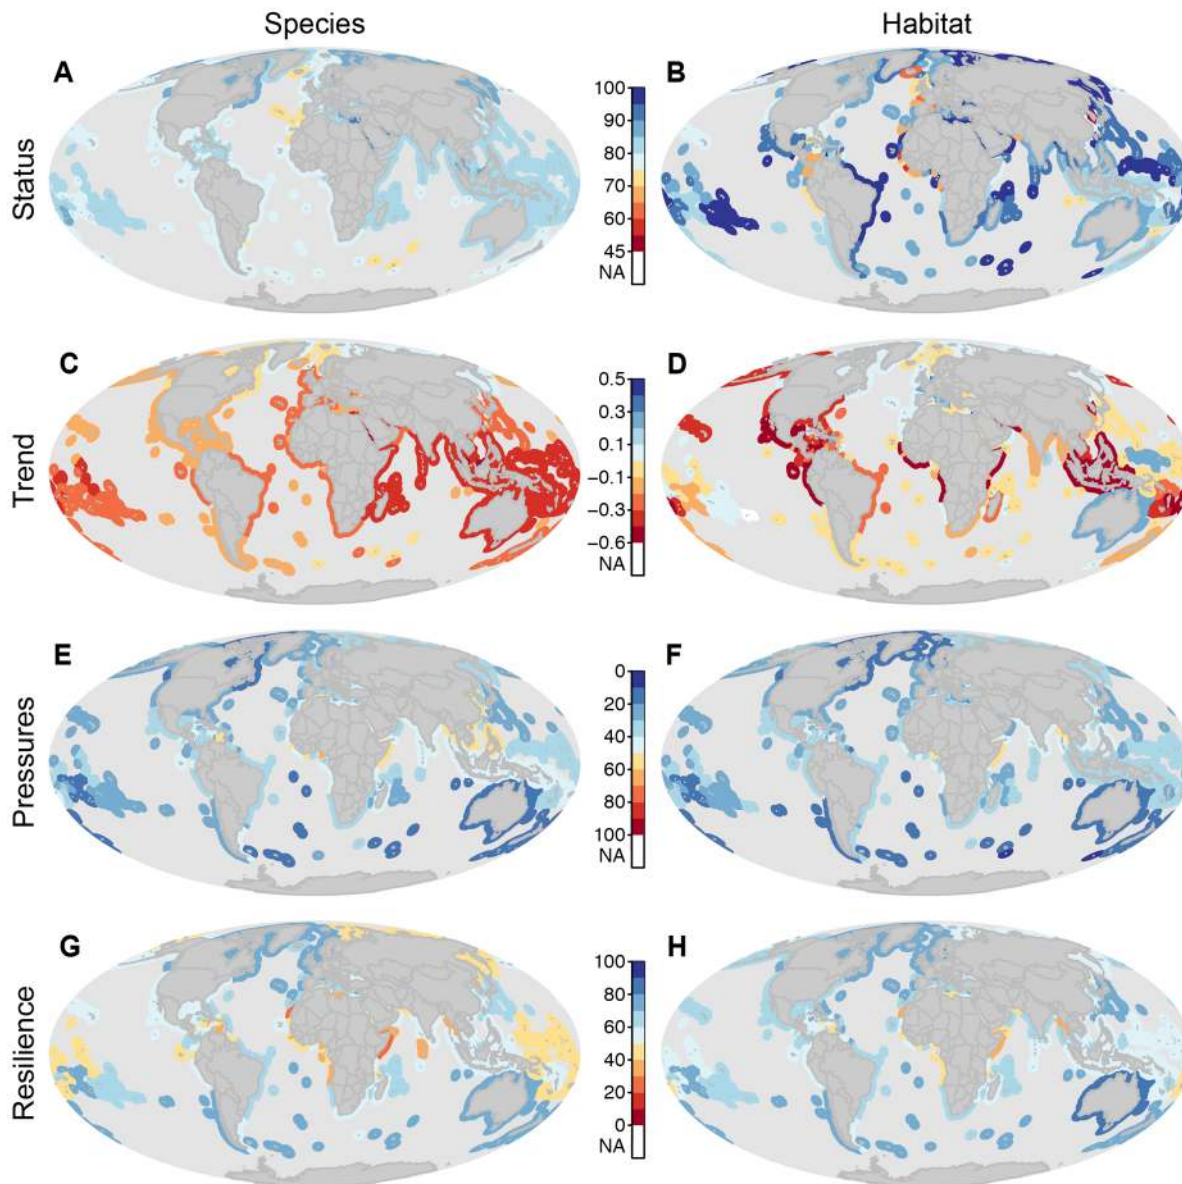 Species
Habitat
A
B
Status
100
90
80
70
60
45
NA
C
D
Trend
0.5
0.3
0.1
−0.1
−0.3
−0.6
NA
E
F
Pressures
0
20
40
60
80
100
NA
G
H
Resilience
100
80
60
40
20
0
NA